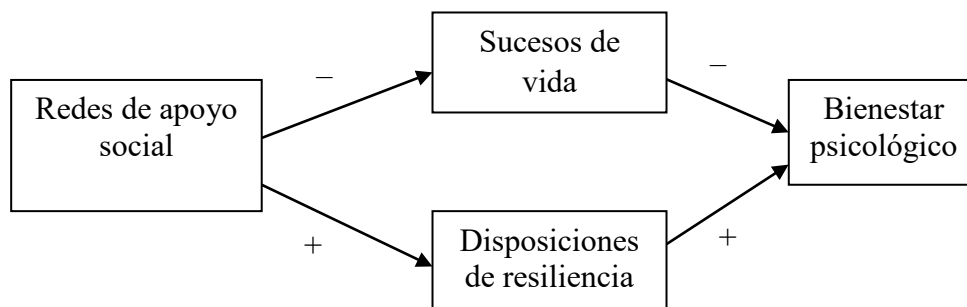 Redes de apoyo
social
–
+
Sucesos de
vida
Disposiciones
de resiliencia
–
+
Bienestar
psicológico